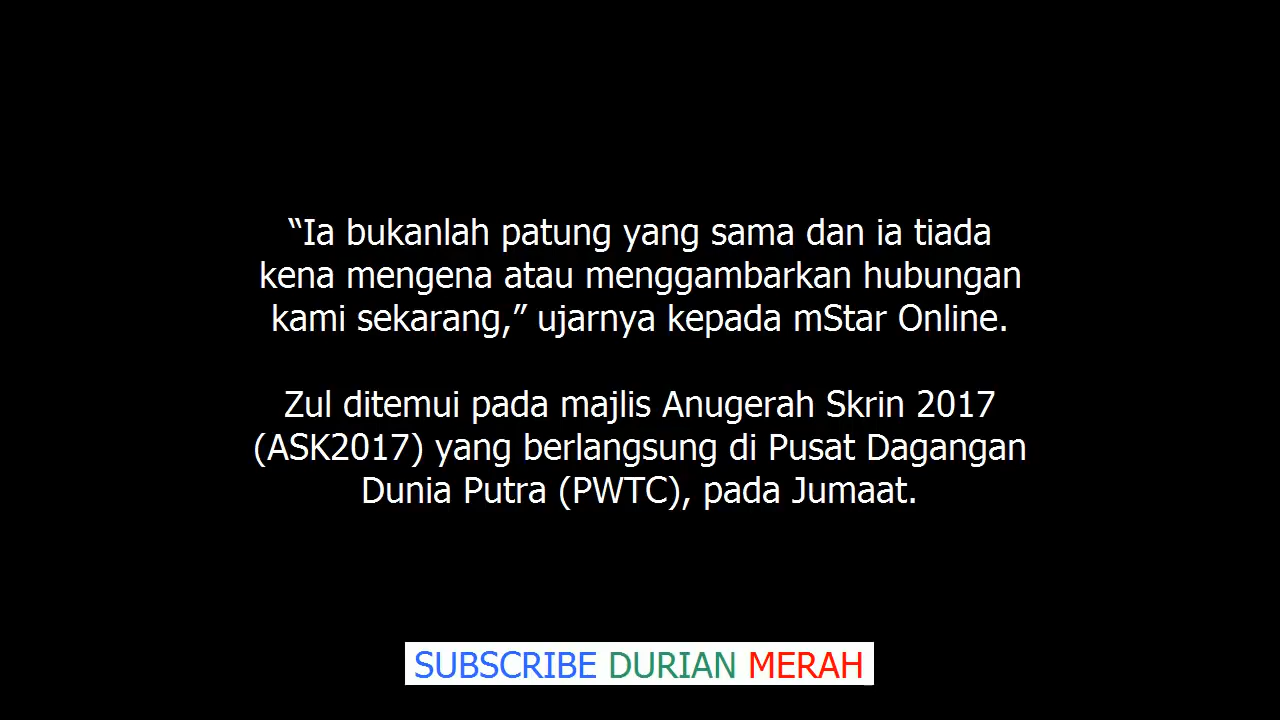 “Ia bukanlah patung yang sama dan ia tiada
kena mengena atau menggambarkan hubungan
kami sekarang,” ujarnya kepada mStar Online.
Zul ditemui pada majlis Anugerah Skrin 2017
(ASK2017) yang berlangsung di Pusat Dagangan
Dunia Putra (PWTC), pada Jumaat.
SUBSCRIBE DURIAN MERAH